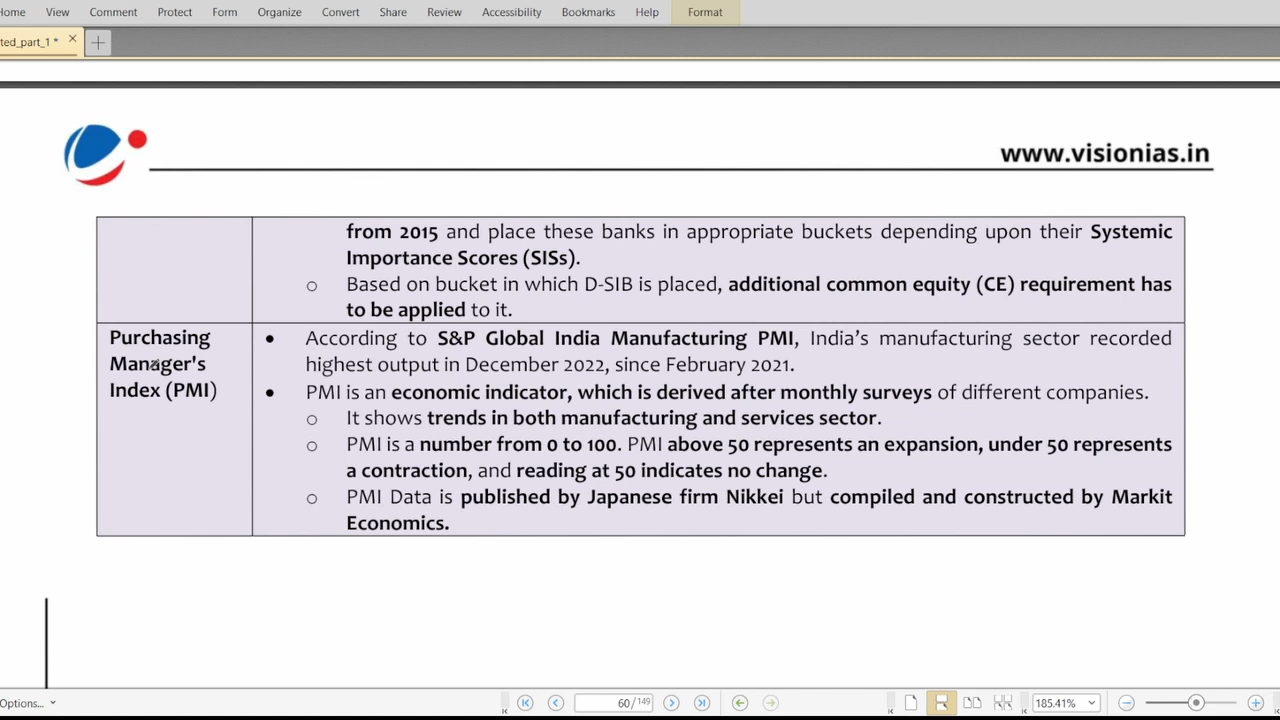 ome View Comment Protect Form Organize Convert Share Review Accessibility Bookmarks Help Format
ted_part_1 *
www.visionias.in
from 2015 and place these banks in appropriate buckets depending upon their Systemic
Importance Scores (SISs).
○ Based on bucket in which D-SIB is placed, additional common equity (CE) requirement has
to be applied to it.
Purchasing
Manager's
Index (PMI)
• According to S&P Global India Manufacturing PMI, India's manufacturing sector recorded
highest output in December 2022, since February 2021.
• PMI is an economic indicator, which is derived after monthly surveys of different companies.
○ It shows trends in both manufacturing and services sector.
○ PMI is a number from 0 to 100. PMI above 50 represents an expansion, under 50 represents
a contraction, and reading at 50 indicates no change.
○ PMI Data is published by Japanese firm Nikkei but compiled and constructed by Markit
Economics.
Options... 60/149 185.41%